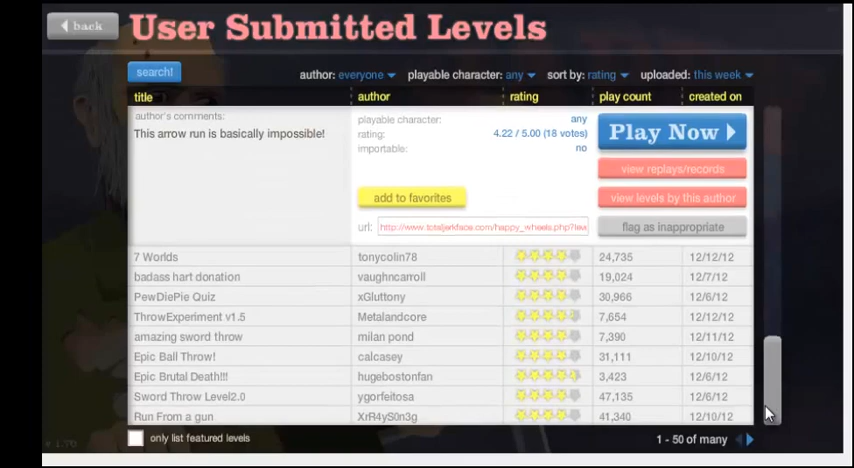 back
User Submitted Levels
search!
author: everyone playable character: any sort by: rating uploaded: this week
title author rating play count created on
author's comments:
This arrow run is basically impossible!
playable character: any
rating: 4.22 / 5.00 (18 votes)
importable: no
Play Now
view replays/records
add to favorites
view levels by this author
url: http://www.totaljerkface.com/happy_wheels.php?lev
flag as inappropriate
7 Worlds tonycolin78 24,735 12/12/12
badass hart donation vaughncarroll 19,024 12/7/12
PewDiePie Quiz xGluttony 30,966 12/6/12
ThrowExperiment v1.5 Metalandcore 7,654 12/12/12
amazing sword throw milan pond 7,390 12/11/12
Epic Ball Throw! calcasey 31,111 12/10/12
Epic Brutal Death!!! hugebostonfan 3,423 12/6/12
Sword Throw Level2.0 ygorfeitosa 47,135 12/6/12
Run From a gun XrR4yS0n3g 41,340 12/10/12
only list featured levels
1 - 50 of many